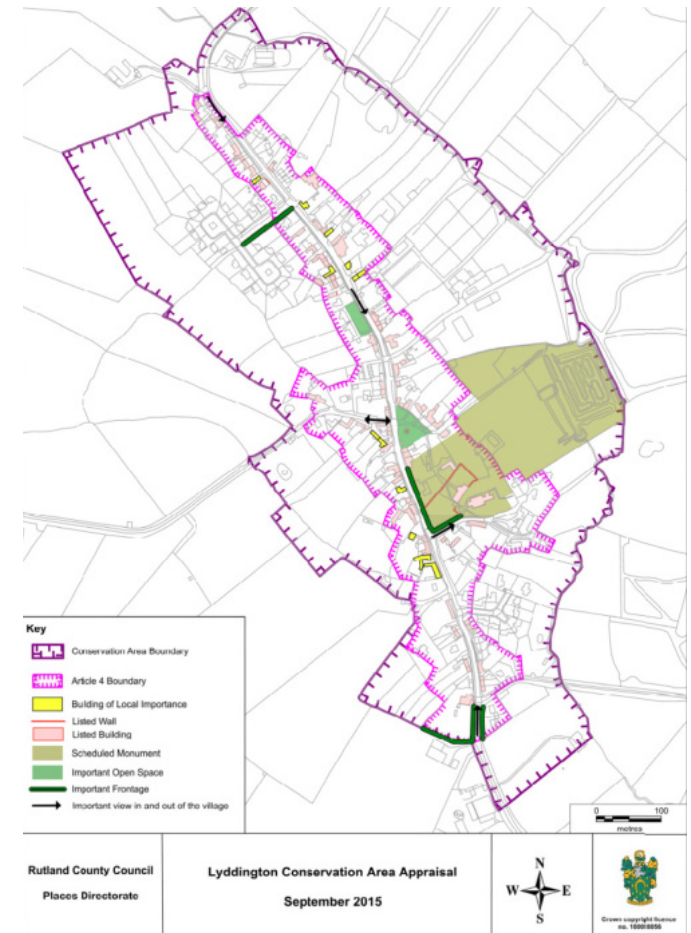 Key
Conservation Area Boundary
Article 4 Boundary
Building of Local Importance
Listed Wall
Listed Building
Scheduled Monument
Important Open Space
Important Frontage
Important view in and out of the village
0 100
metres
Rutland County Council
Places Directorate
Lyddington Conservation Area Appraisal
September 2015
N
W E
S
Crown copyright licence